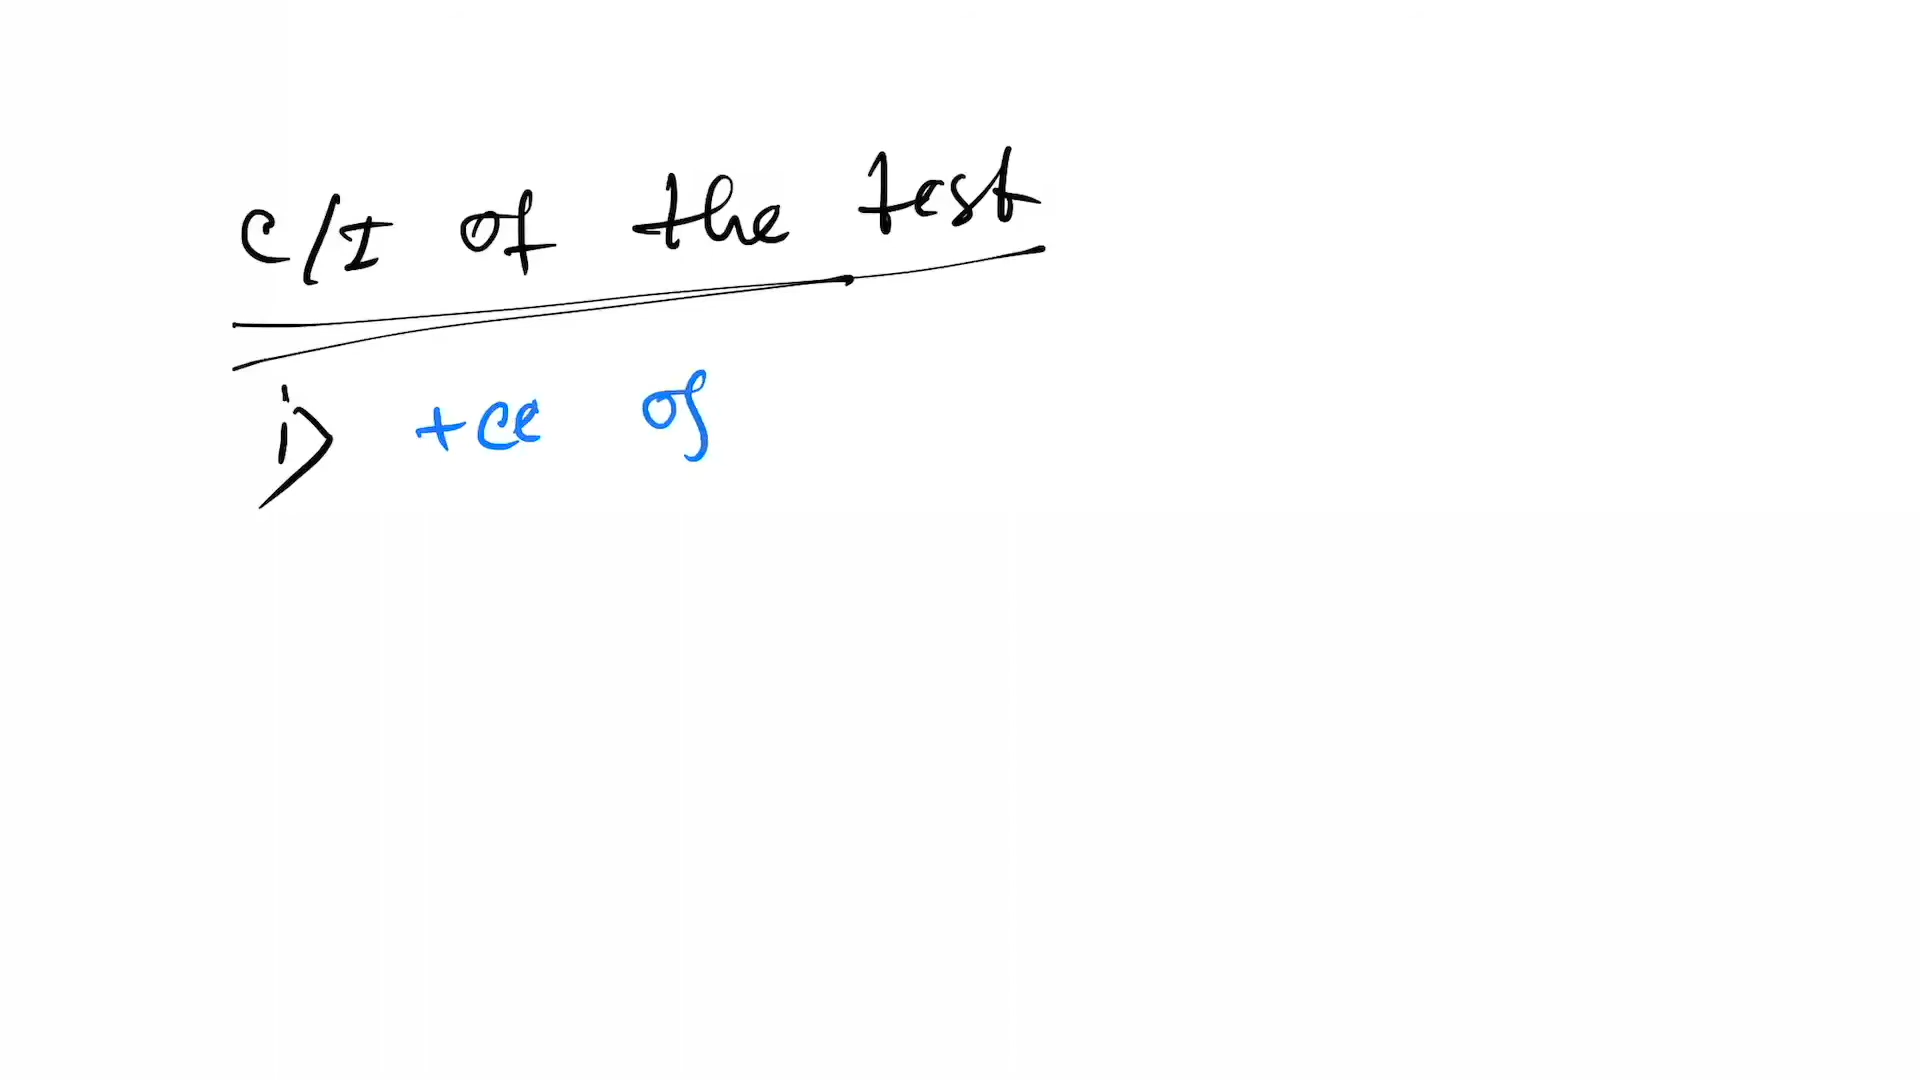 C/I of the test
i) +ce of